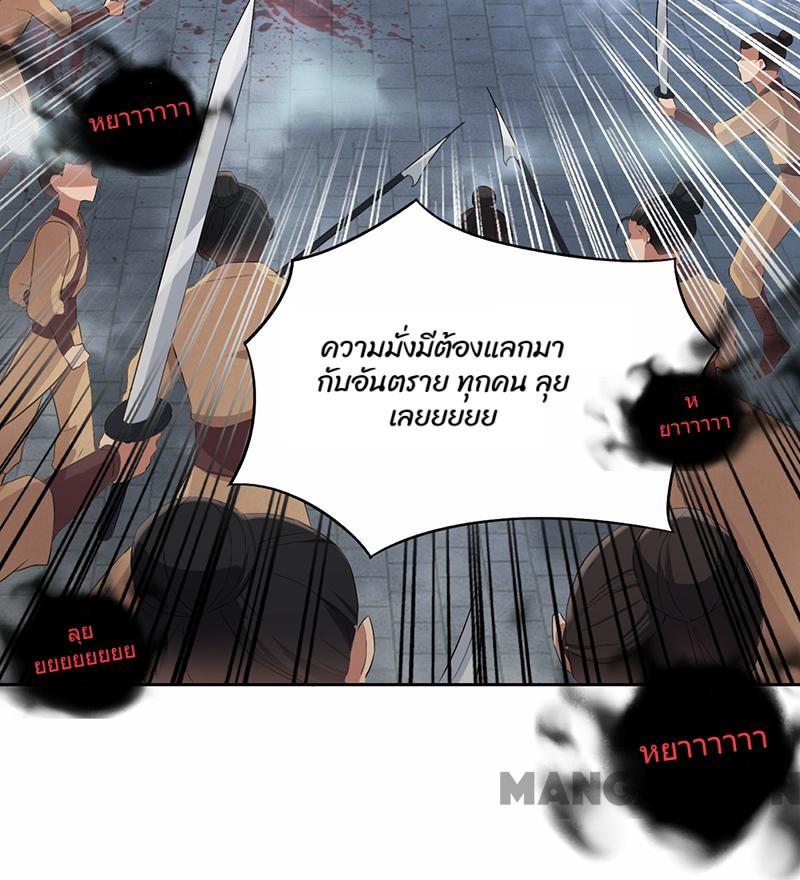 หยาาาาาา
ความมั่งมีต้องแลกมา
กับอันตราย ทุกคน ลุย
เลยยยยย
ห
ยาาาาาา
ลุย
ยยยยยยยย
หยาาาาาา
MANG